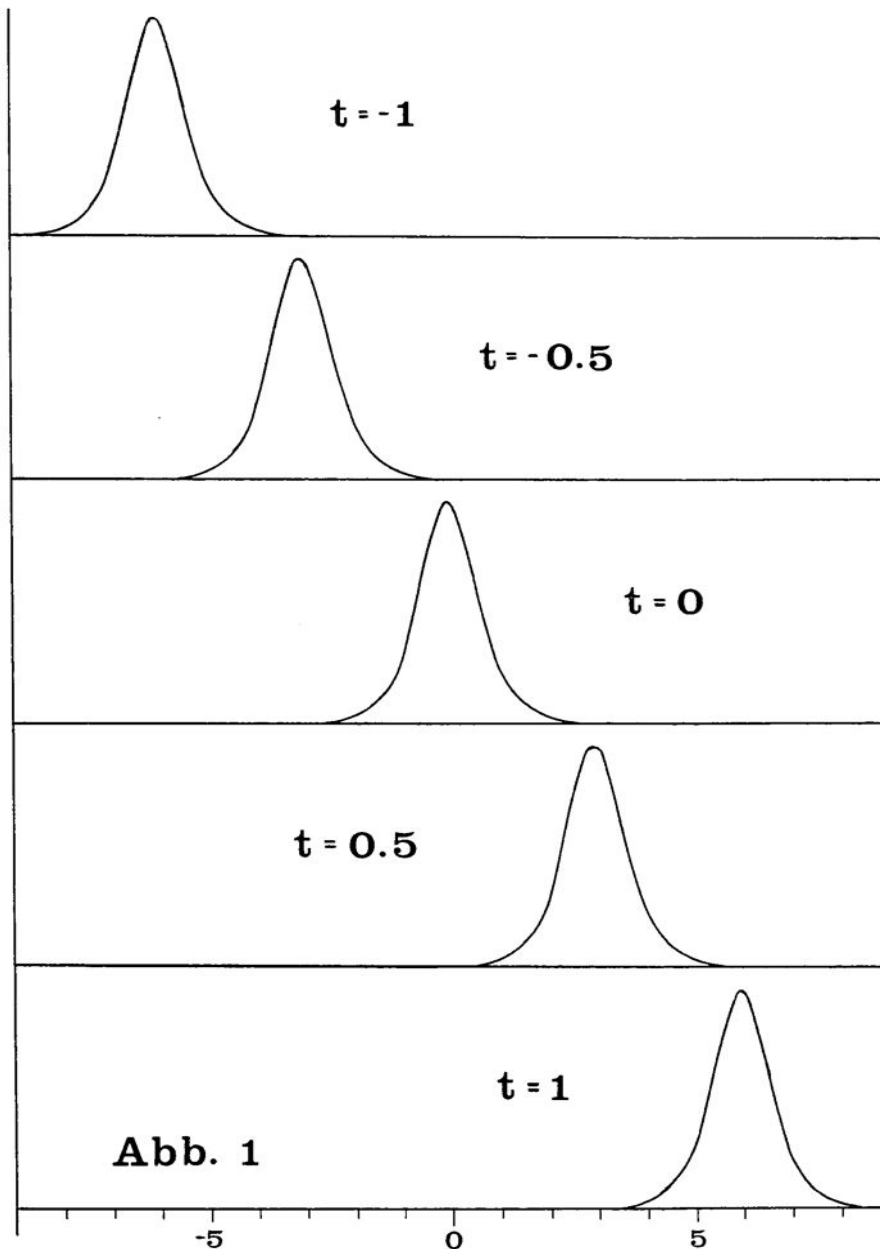 t = -1
t = -0.5
t = 0
t = 0.5
t = 1
Abb. 1
-5 0 5